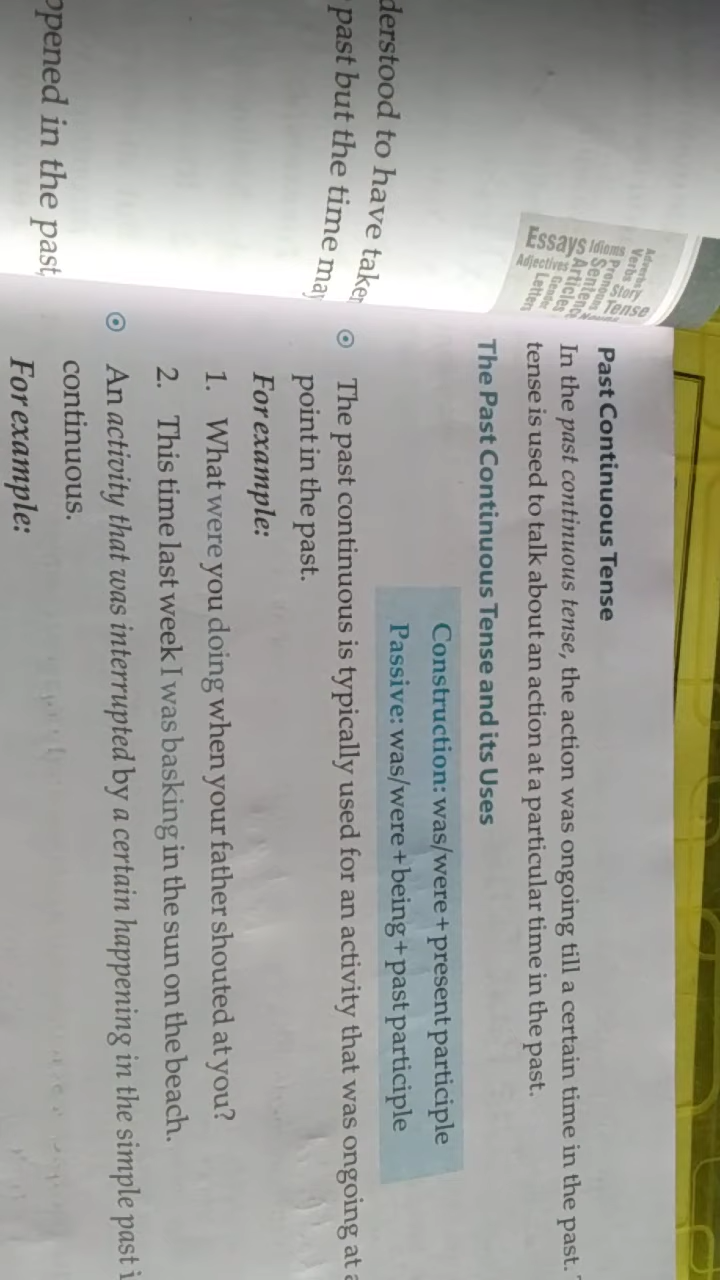 derstood to have taken
past but the time may
ppened in the past,
Adverbs
Verbs Story
Idioms Pronoun Tense
Essays Sentence
Articles
Adjectives Genders
Letters
Past Continuous Tense
In the past continuous tense, the action was ongoing till a certain time in the past.
tense is used to talk about an action at a particular time in the past.
The Past Continuous Tense and its Uses
Construction: was/were + present participle
Passive: was/were + being + past participle
The past continuous is typically used for an activity that was ongoing at a
point in the past.
For example:
1. What were you doing when your father shouted at you?
2. This time last week I was basking in the sun on the beach.
An activity that was interrupted by a certain happening in the simple past i
continuous.
For example: